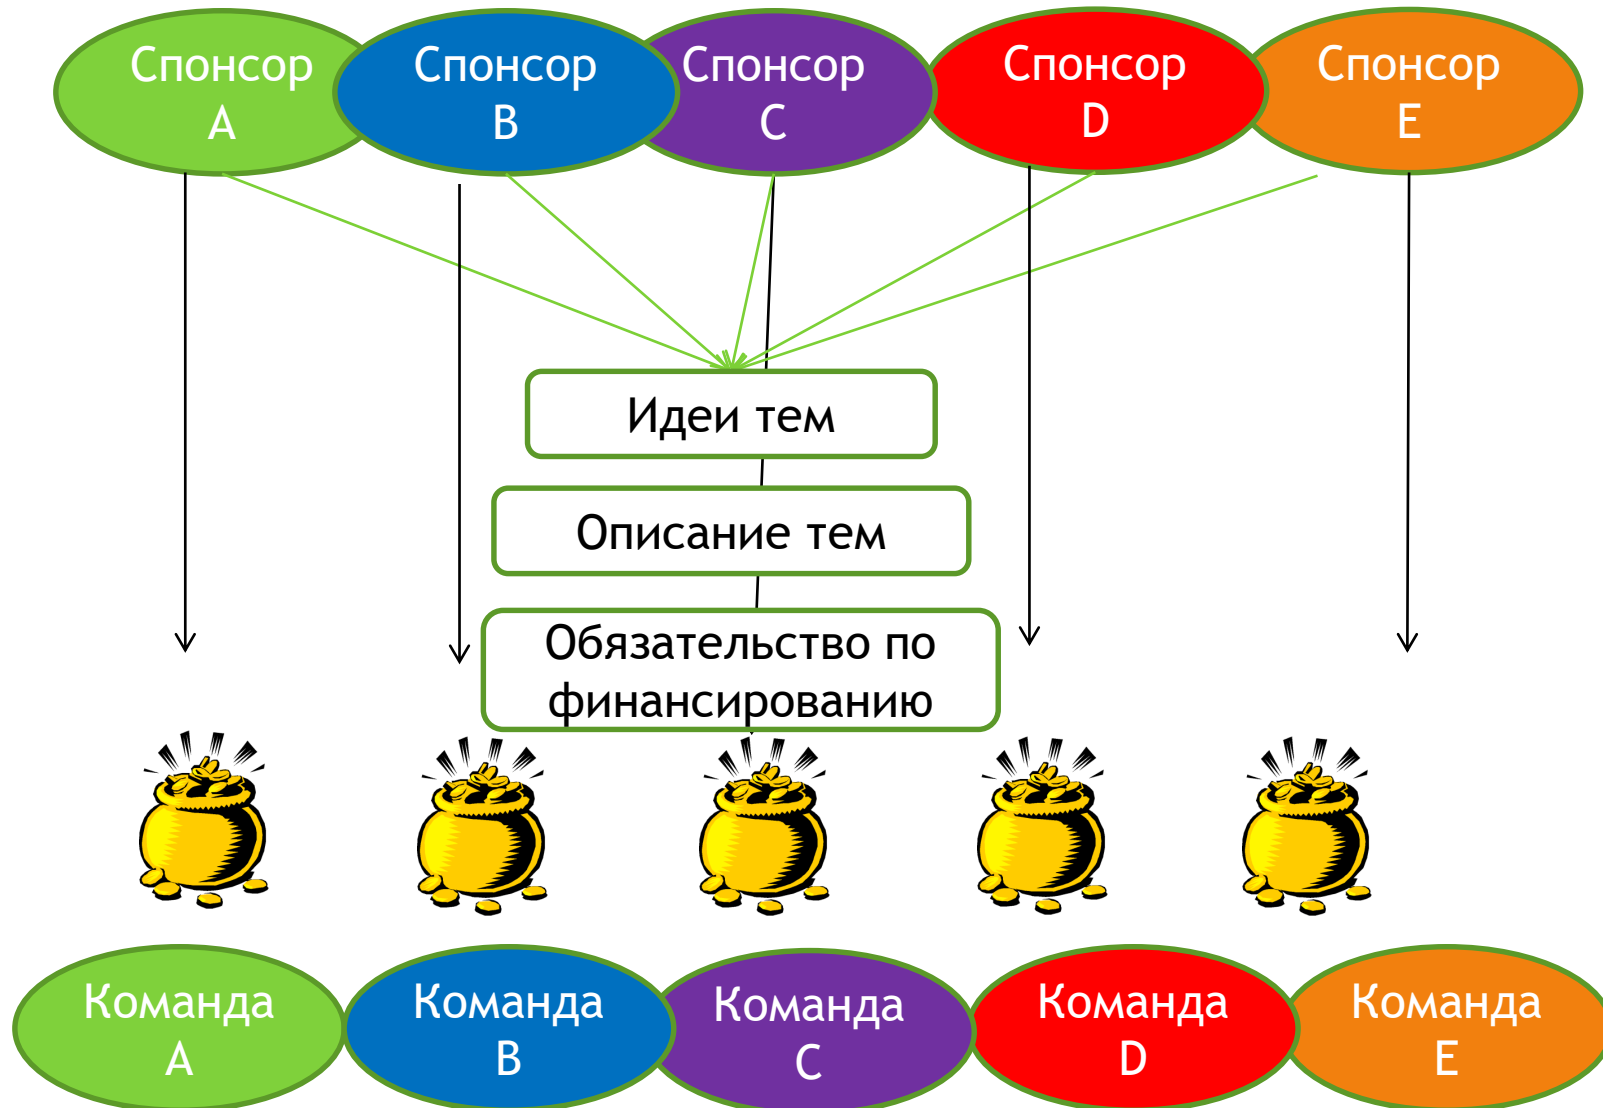 Спонсор
A
Спонсор
B
Спонсор
C
Спонсор
D
Спонсор
E
Идеи тем
Описание тем
Обязательство по
финансированию
Команда
A
Команда
B
Команда
C
Команда
D
Команда
E